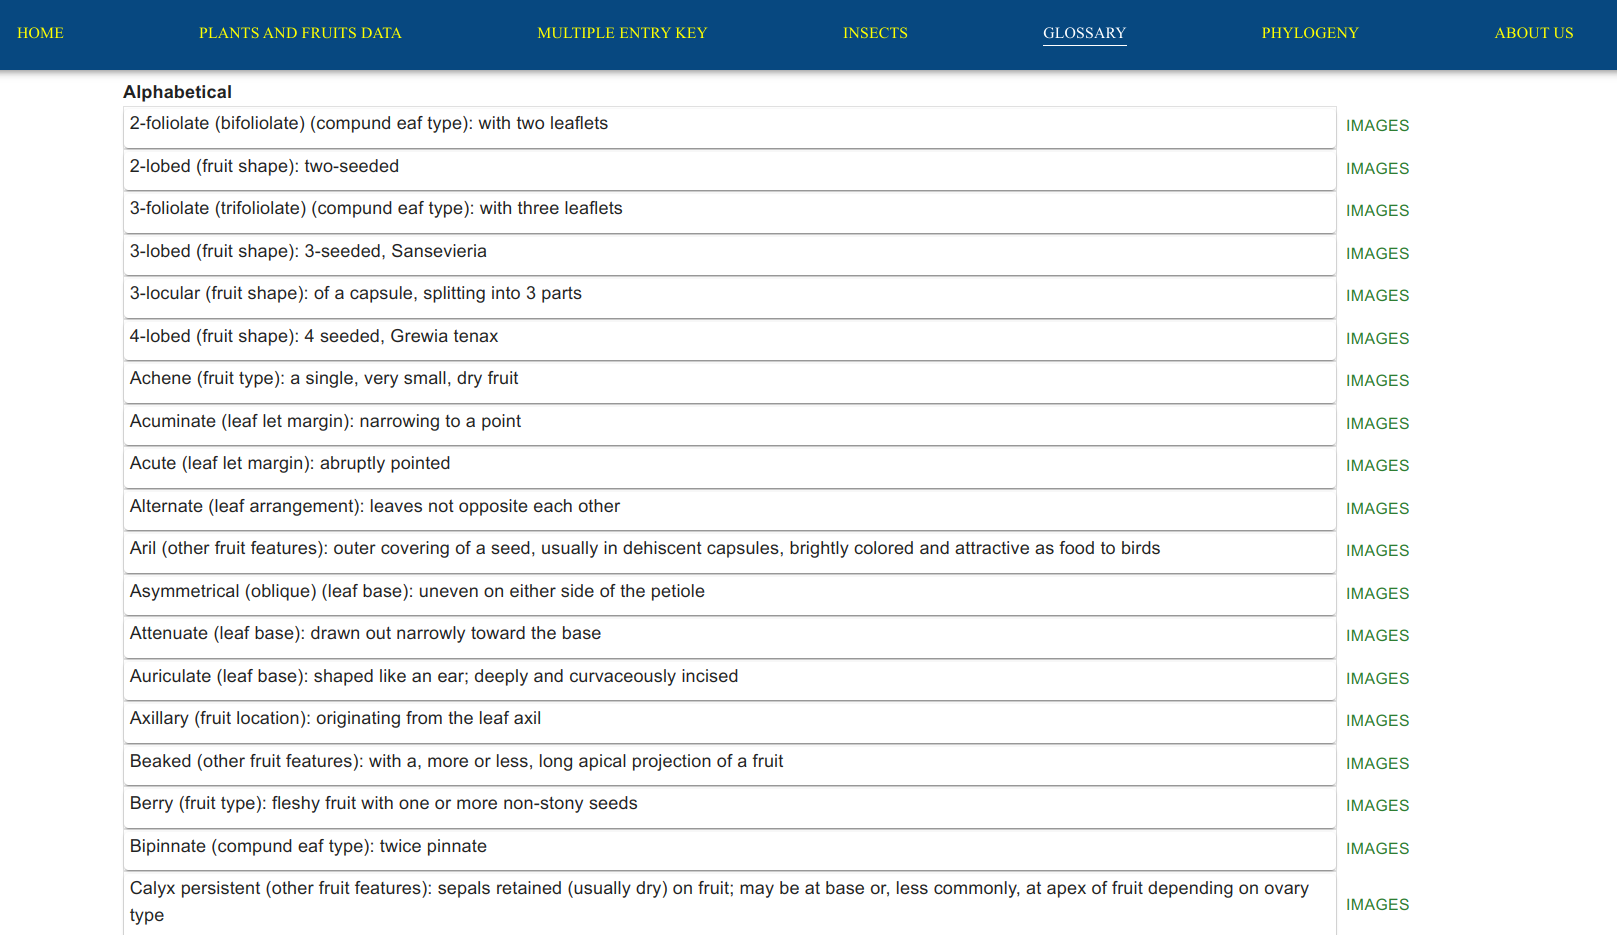 HOME PLANTS AND FRUITS DATA MULTIPLE ENTRY KEY INSECTS GLOSSARY PHYLOGENY ABOUT US
Alphabetical
2-foliolate (bifoliolate) (compund eaf type): with two leaflets IMAGES
2-lobed (fruit shape): two-seeded IMAGES
3-foliolate (trifoliolate) (compund eaf type): with three leaflets IMAGES
3-lobed (fruit shape): 3-seeded, Sansevieria IMAGES
3-locular (fruit shape): of a capsule, splitting into 3 parts IMAGES
4-lobed (fruit shape): 4 seeded, Grewia tenax IMAGES
Achene (fruit type): a single, very small, dry fruit IMAGES
Acuminate (leaf let margin): narrowing to a point IMAGES
Acute (leaf let margin): abruptly pointed IMAGES
Alternate (leaf arrangement): leaves not opposite each other IMAGES
Aril (other fruit features): outer covering of a seed, usually in dehiscent capsules, brightly colored and attractive as food to birds IMAGES
Asymmetrical (oblique) (leaf base): uneven on either side of the petiole IMAGES
Attenuate (leaf base): drawn out narrowly toward the base IMAGES
Auriculate (leaf base): shaped like an ear; deeply and curvaceously incised IMAGES
Axillary (fruit location): originating from the leaf axil IMAGES
Beaked (other fruit features): with a, more or less, long apical projection of a fruit IMAGES
Berry (fruit type): fleshy fruit with one or more non-stony seeds IMAGES
Bipinnate (compund eaf type): twice pinnate IMAGES
Calyx persistent (other fruit features): sepals retained (usually dry) on fruit; may be at base or, less commonly, at apex of fruit depending on ovary
type IMAGES